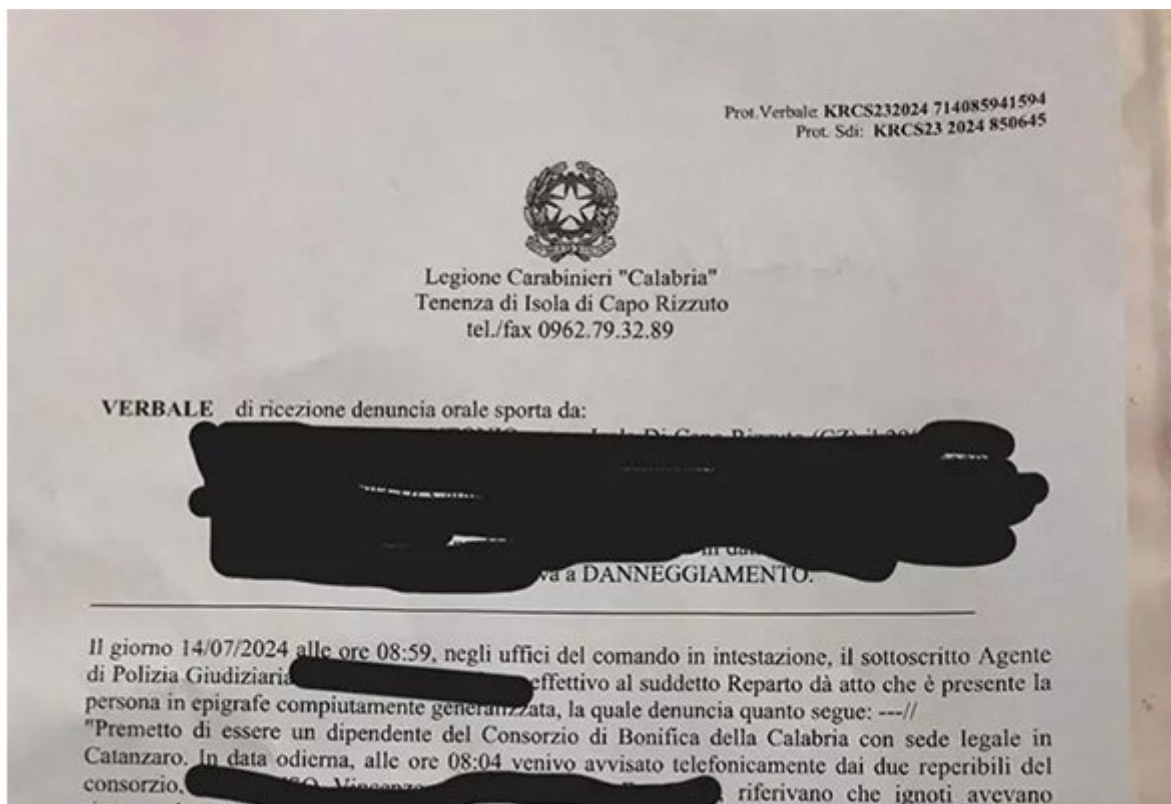 Prot.Verbale: KRCS232024 714085941594
Prot. Sdi: KRCS23 2024 850645
Legione Carabinieri "Calabria"
Tenenza di Isola di Capo Rizzuto
tel./fax 0962.79.32.89
VERBALE di ricezione denuncia orale sporta da:
a DANNEGGIAMENTO.
Il giorno 14/07/2024 alle ore 08:59, negli uffici del comando in intestazione, il sottoscritto Agente
di Polizia Giudiziaria effettivo al suddetto Reparto dà atto che è presente la
persona in epigrafe compiutamente generalizzata, la quale denuncia quanto segue: ---//
"Premetto di essere un dipendente del Consorzio di Bonifica della Calabria con sede legale in
Catanzaro. In data odierna, alle ore 08:04 venivo avvisato telefonicamente dai due reperibili del
consorzio, riferivano che ignoti avevano